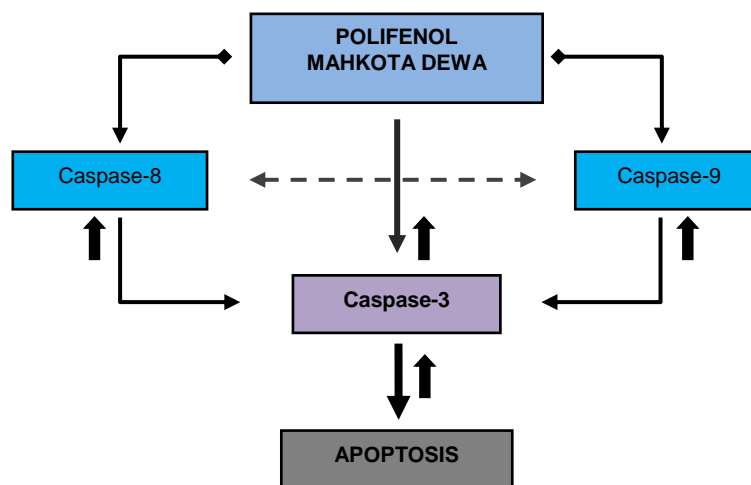 POLIFENOL
MAHKOTA DEWA
Caspase-8
Caspase-9
Caspase-3
APOPTOSIS